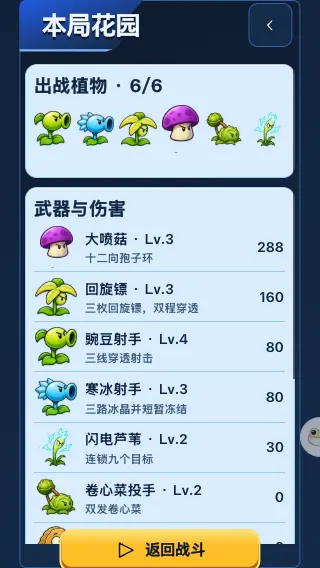 本局花园
出战植物 · 6/6
武器与伤害
大喷菇 · Lv.3
288
十二向孢子环
回旋镖 · Lv.3
160
三枚回旋镖，双程穿透
豌豆射手 · Lv.4
80
三线穿透射击
寒冰射手 · Lv.3
80
三路冰晶并短暂冻结
闪电芦苇 · Lv.2
30
连锁九个目标
卷心菜投手 · Lv.2
0
双发卷心菜
返回战斗